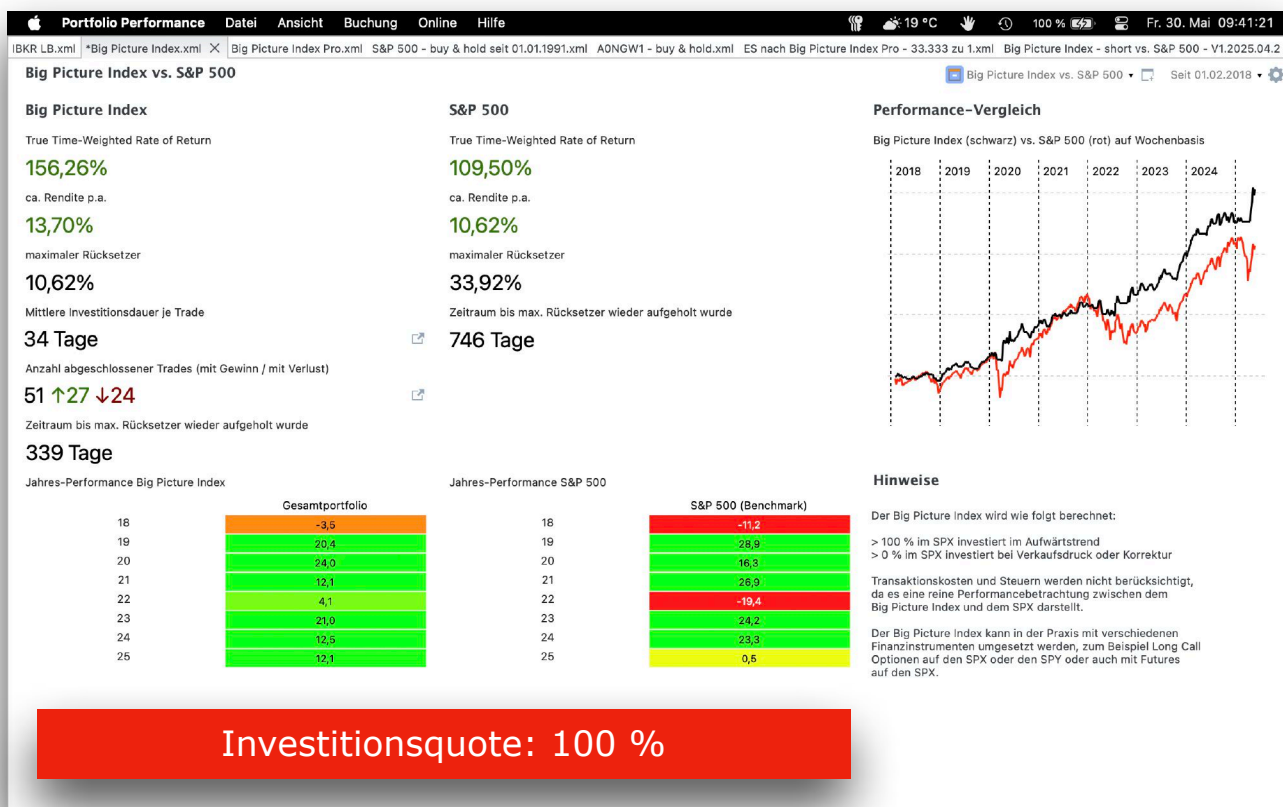 Portfolio Performance Datei Ansicht Buchung Online Hilfe 19 °C 100 % Fr. 30. Mai 09:41:21
IBKR LB.xml *Big Picture Index.xml Big Picture Index Pro.xml S&P 500 - buy & hold seit 01.01.1991.xml A0NGW1 - buy & hold.xml ES nach Big Picture Index Pro - 33.333 zu 1.xml Big Picture Index - short vs. S&P 500 - V1.2025.04.2
Big Picture Index vs. S&P 500
Big Picture Index vs. S&P 500 Seit 01.02.2018
Big Picture Index
True Time-Weighted Rate of Return
156,26%
ca. Rendite p.a.
13,70%
maximaler Rücksetzer
10,62%
Mittlere Investitionsdauer je Trade
34 Tage
Anzahl abgeschlossener Trades (mit Gewinn / mit Verlust)
51 ↑27 ↓24
Zeitraum bis max. Rücksetzer wieder aufgeholt wurde
339 Tage
S&P 500
True Time-Weighted Rate of Return
109,50%
ca. Rendite p.a.
10,62%
maximaler Rücksetzer
33,92%
Zeitraum bis max. Rücksetzer wieder aufgeholt wurde
746 Tage
Performance-Vergleich
Big Picture Index (schwarz) vs. S&P 500 (rot) auf Wochenbasis
2018 2019 2020 2021 2022 2023 2024
Jahres-Performance Big Picture Index
Gesamtportfolio
18 -3,5
19 20,4
20 24,0
21 12,1
22 4,1
23 21,0
24 12,5
25 12,1
Jahres-Performance S&P 500
S&P 500 (Benchmark)
18 -11,2
19 28,9
20 16,3
21 26,9
22 -19,4
23 24,2
24 23,3
25 0,5
Hinweise
Der Big Picture Index wird wie folgt berechnet:
> 100 % im SPX investiert im Aufwärtstrend
> 0 % im SPX investiert bei Verkaufsdruck oder Korrektur
Transaktionskosten und Steuern werden nicht berücksichtigt,
da es eine reine Performancebetrachtung zwischen dem
Big Picture Index und dem SPX darstellt.
Der Big Picture Index kann in der Praxis mit verschiedenen
Finanzinstrumenten umgesetzt werden, zum Beispiel Long Call
Optionen auf den SPX oder den SPY oder auch mit Futures
auf den SPX.
Investitionsquote: 100 %